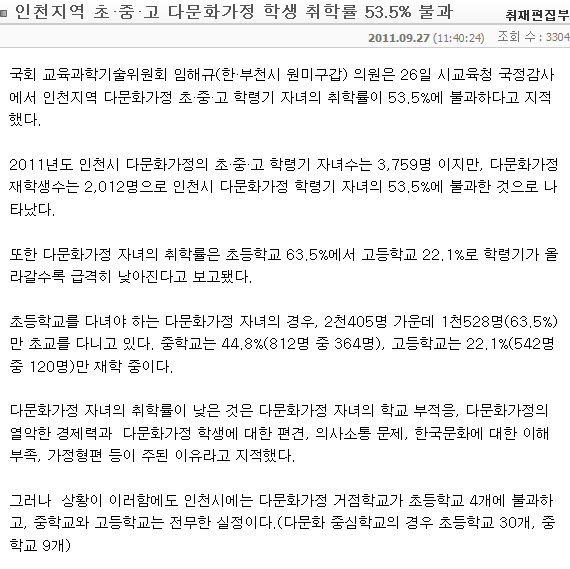 인천지역 초·중·고 다문화가정 학생 취학률 53.5% 불과
취재편집부
2011.09.27 (11:40:24) 조회 수 : 3304
국회 교육과학기술위원회 임해규(한·부천시 원미구갑) 의원은 26일 시교육청 국정감사
에서 인천지역 다문화가정 초·중·고 학령기 자녀의 취학률이 53.5%에 불과하다고 지적
했다.
2011년도 인천시 다문화가정의 초·중·고 학령기 자녀수는 3,759명 이지만, 다문화가정
재학생수는 2,012명으로 인천시 다문화가정 학령기 자녀의 53.5%에 불과한 것으로 나
타났다.
또한 다문화가정 자녀의 취학률은 초등학교 63.5%에서 고등학교 22.1%로 학령기가 올
라갈수록 급격히 낮아진다고 보고됐다.
초등학교를 다녀야 하는 다문화가정 자녀의 경우, 2천405명 가운데 1천528명(63.5%)
만 초교를 다니고 있다. 중학교는 44.8%(812명 중 364명), 고등학교는 22.1%(542명
중 120명)만 재학 중이다.
다문화가정 자녀의 취학률이 낮은 것은 다문화가정 자녀의 학교 부적응, 다문화가정의
열악한 경제력과 다문화가정 학생에 대한 편견, 의사소통 문제, 한국문화에 대한 이해
부족, 가정형편 등이 주된 이유라고 지적했다.
그러나 상황이 이러함에도 인천시에는 다문화가정 거점학교가 초등학교 4개에 불과하
고, 중학교와 고등학교는 전무한 실정이다.(다문화 중심학교의 경우 초등학교 30개, 중
학교 9개)